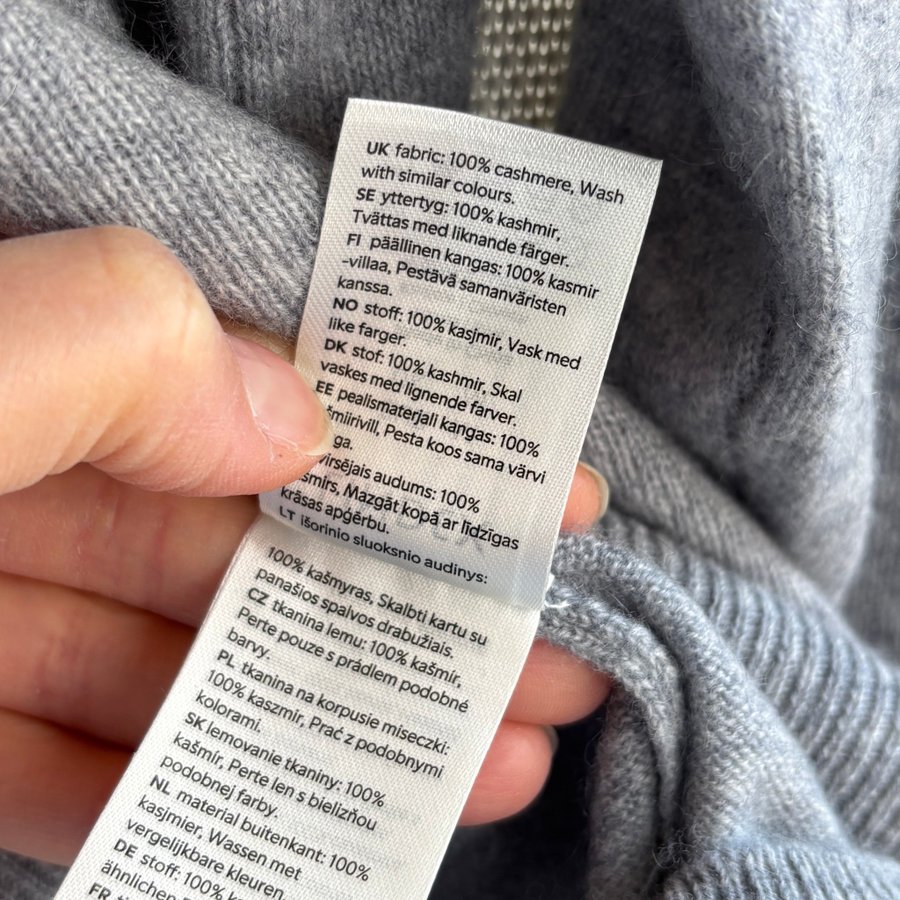 UK fabric: 100% cashmere, Wash
with similar colours.
SE yttertyg: 100% kashmir,
Tvättas med liknande färger.
FI päällinen kangas: 100% kasmir
-villaa, Pestävä samanväristen
kanssa.
NO stoff: 100% kasjmir, Vask med
like farger.
DK stof: 100% kashmir, Skal
vaskes med lignende farver.
EE pealismaterjali kangas: 100%
šmiirivill, Pesta koos sama värvi
ga.
Virsējais audums: 100%
smīrs, Mazgāt kopā ar līdzīgas
krāsas apģērbu.
LT išorinio sluoksnio audinys:
100% kašmyras, Skalbti kartu su
panašios spalvos drabužiais.
CZ tkanina lemu: 100% kašmír,
Perte pouze s prádlem podobné
barvy.
PL tkanina na korpusie miseczki:
100% kaszmir, Prać z podobnymi
kolorami.
SK lemovanie tkaniny: 100%
kašmír, Perte len s bielizňou
podobnej farby.
NL material buitenkant: 100%
kasjmier, Wassen met
vergelijkbare kleuren
DE stoff: 100%
ähnlichen
FR